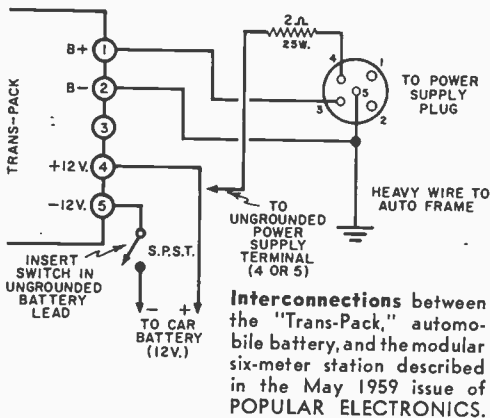 TRANS-PACK
B+
1
B-
2
3
+12V.
4
-12V.
5
2Ω
25W.
4
1
5
3
2
TO POWER
SUPPLY
PLUG
HEAVY WIRE TO
AUTO FRAME
TO
UNGROUNDED
POWER
SUPPLY
TERMINAL
(4 OR 5)
S.P.S.T.
INSERT
SWITCH IN
UNGROUNDED
BATTERY
LEAD
- +
TO CAR
BATTERY
(12V.)
Interconnections between
the "Trans-Pack," automo-
bile battery, and the modular
six-meter station described
in the May 1959 issue of
POPULAR ELECTRONICS.